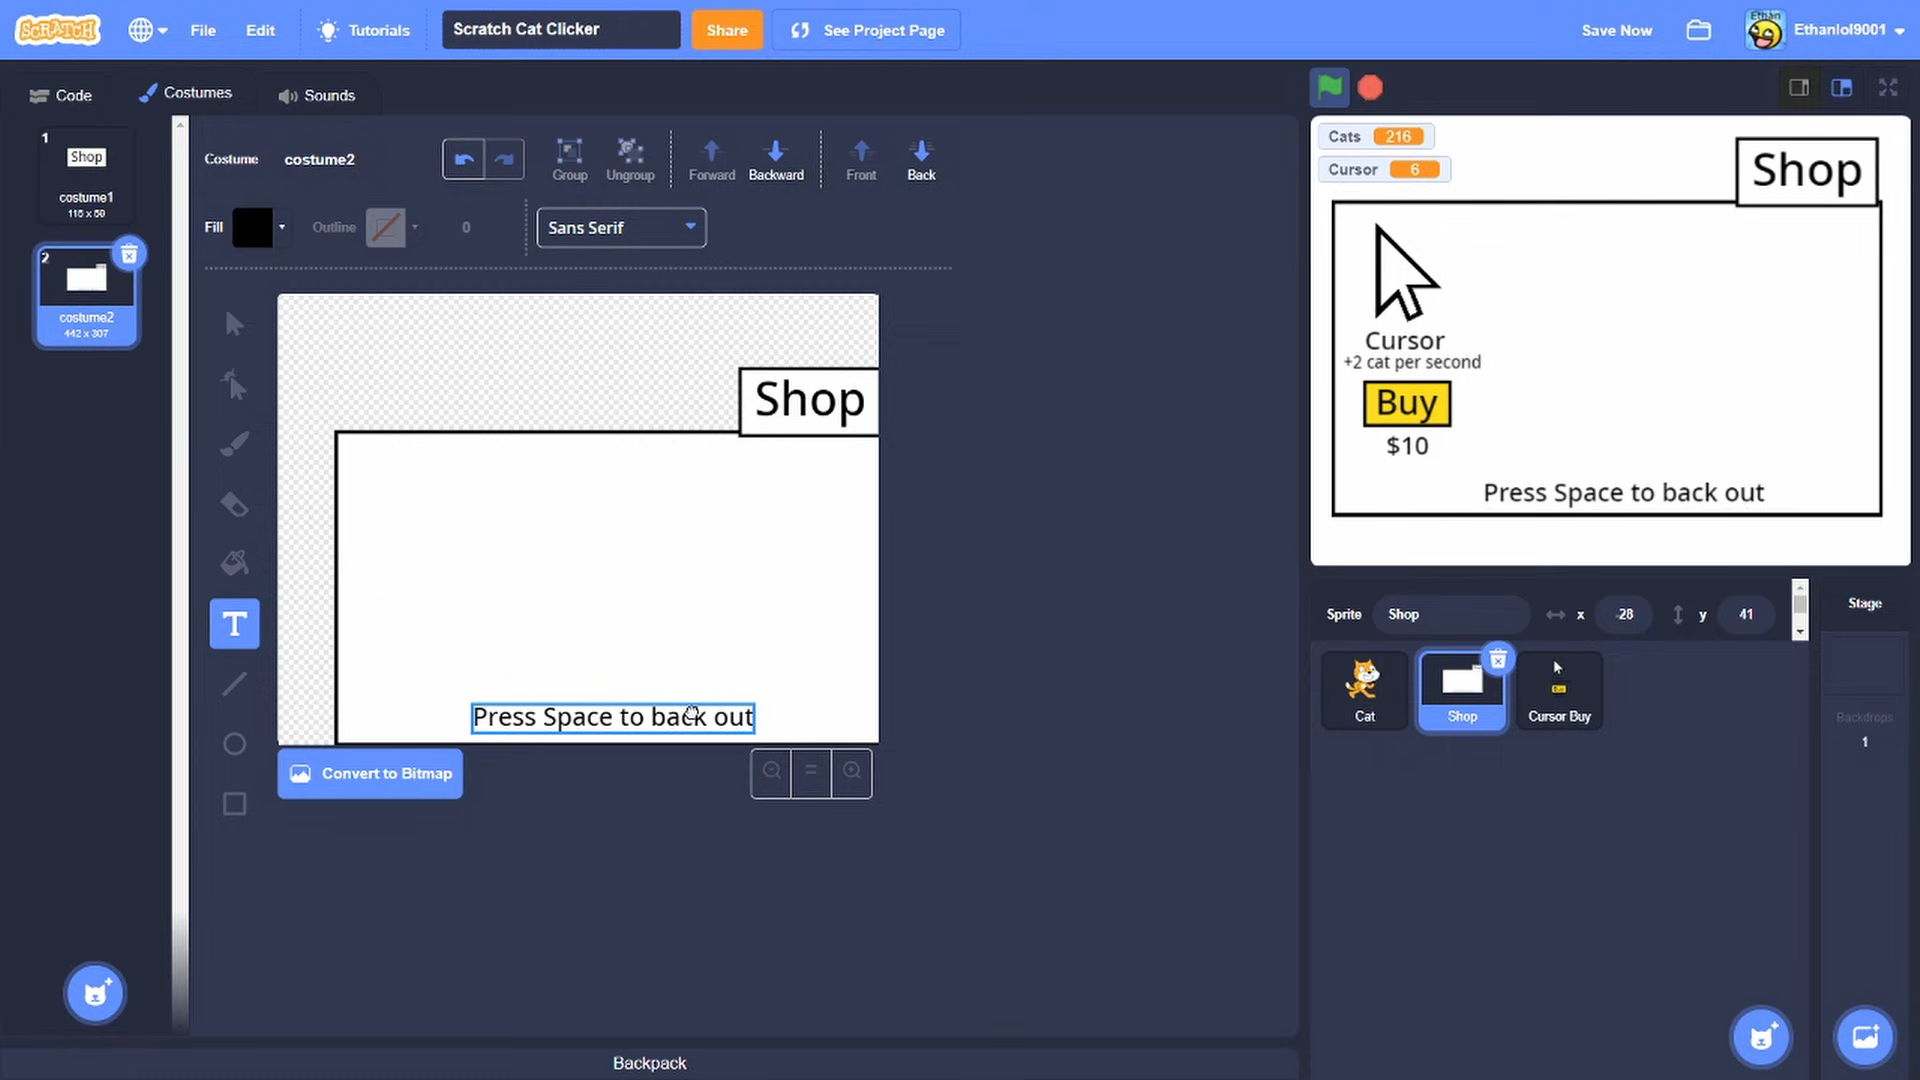 SCRATCH
File
Edit
Tutorials
Scratch Cat Clicker
Share
See Project Page
Save Now
Ethan
Ethanlol9001
Code
Costumes
Sounds
1
Shop
costume1
116 x 60
2
costume2
442 x 307
Costume
costume2
Group
Ungroup
Forward
Backward
Front
Back
Fill
Outline
0
Sans Serif
T
Shop
Press Space to back out
Convert to Bitmap
Backpack
Cats 216
Cursor 6
Shop
Cursor
+2 cat per second
Buy
$10
Press Space to back out
Sprite
Shop
x
-28
y
41
Stage
Cat
Shop
Buy
Cursor Buy
Backdrops
1